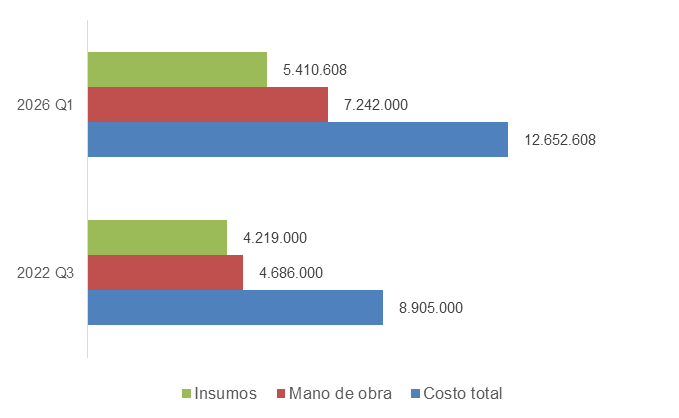 5.410.608
2026 Q1
7.242.000
12.652.608
4.219.000
2022 Q3
4.686.000
8.905.000
Insumos Mano de obra Costo total